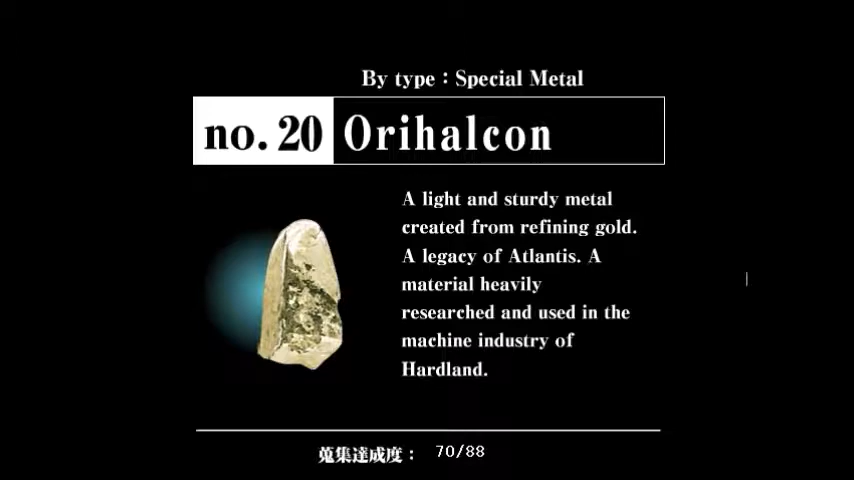 By type：Special Metal
no. 20 Orihalcon
A light and sturdy metal
created from refining gold.
A legacy of Atlantis. A
material heavily
researched and used in the
machine industry of
Hardland.
蒐集達成度： 70/88